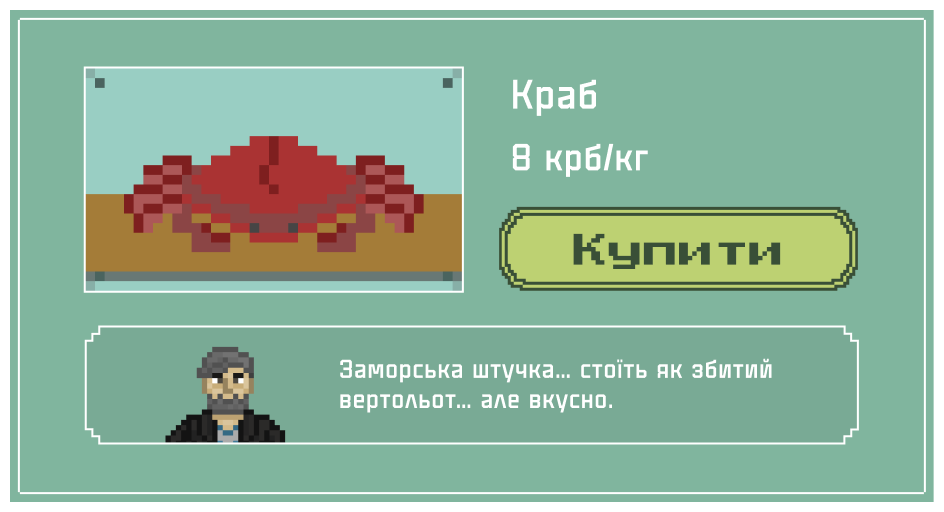 Краб
8 крб/кг
Купити
Заморська штучка... стоїть як збитий
вертольот... але вкусно.